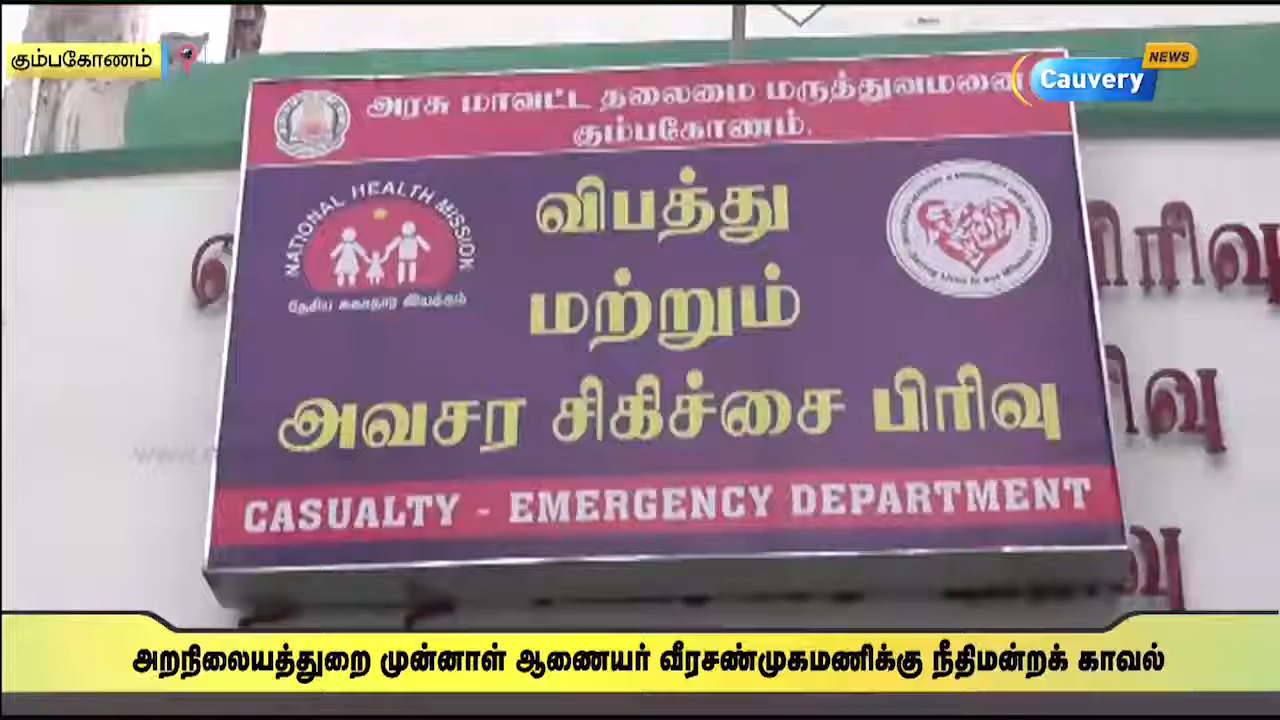 கும்பகோணம்
Cauvery NEWS
அரசு மாவட்ட தலைமை மருத்துவமனை
கும்பகோணம்.
NATIONAL HEALTH MISSION
தேசிய சுகாதார இயக்கம்
விபத்து
மற்றும்
அவசர சிகிச்சை பிரிவு
CASUALTY - EMERGENCY DEPARTMENT
பிரிவு
அறநிலையத்துறை முன்னாள் ஆணையர் வீரசண்முகமணிக்கு நீதிமன்றக் காவல்